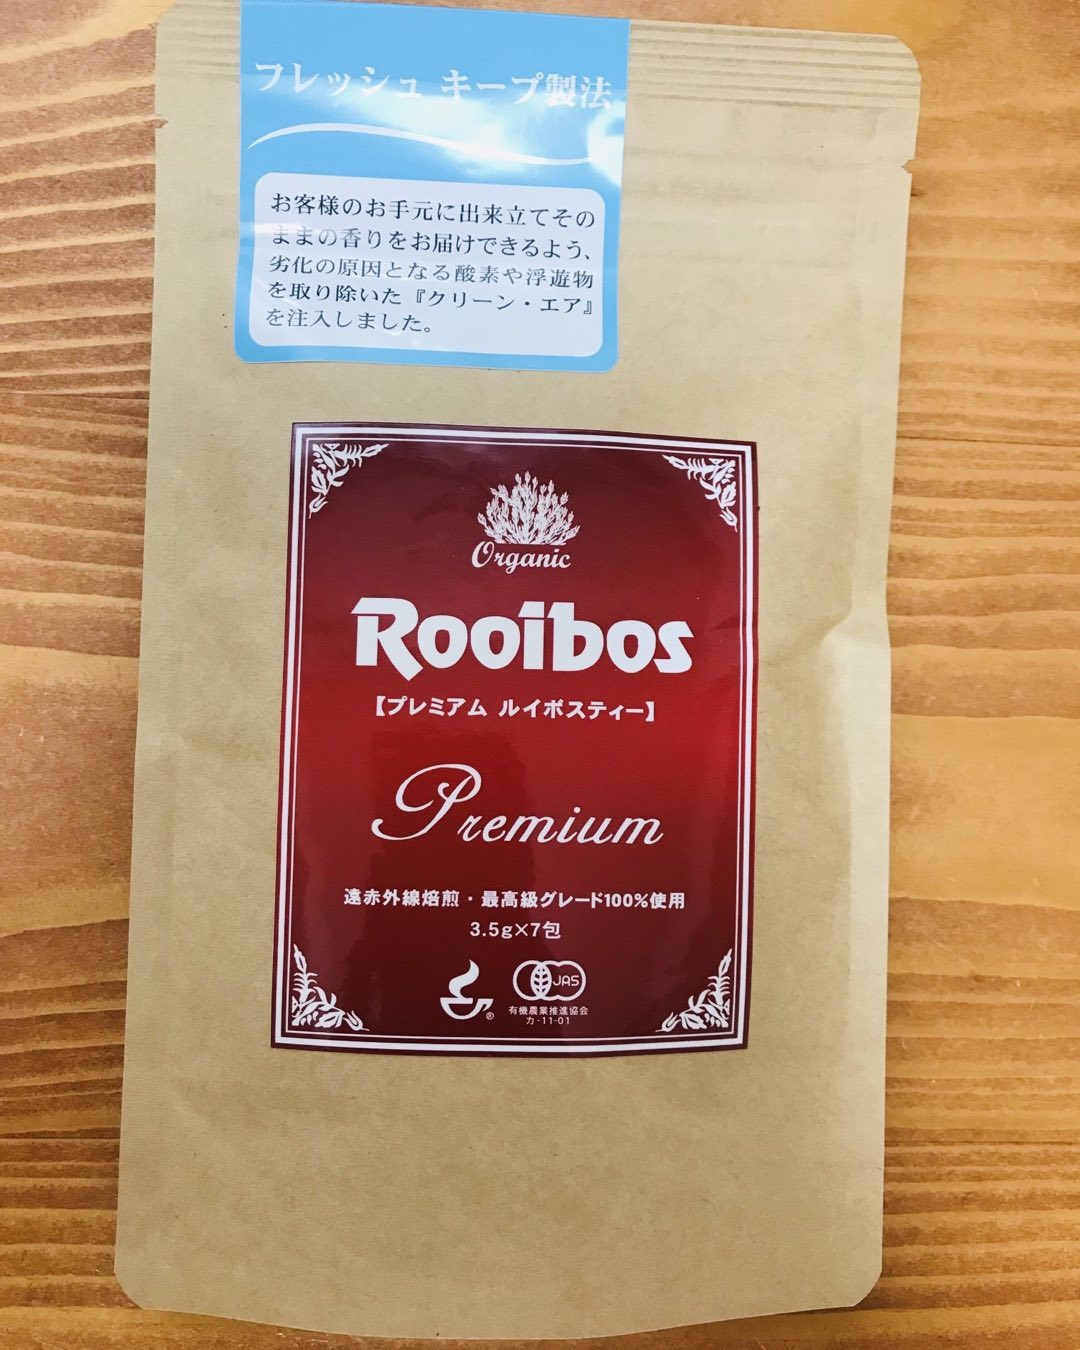 フレッシュ キープ製法
お客様のお手元に出来立てその
ままの香りをお届けできるよう、
劣化の原因となる酸素や浮遊物
を取り除いた『クリーン・エア』
を注入しました。
Organic
Rooibos
【プレミアム ルイボスティー】
Premium
遠赤外線焙煎・最高級グレード100%使用
3.5g×7包
®
JAS
有機農業推進協会
カ-11-01